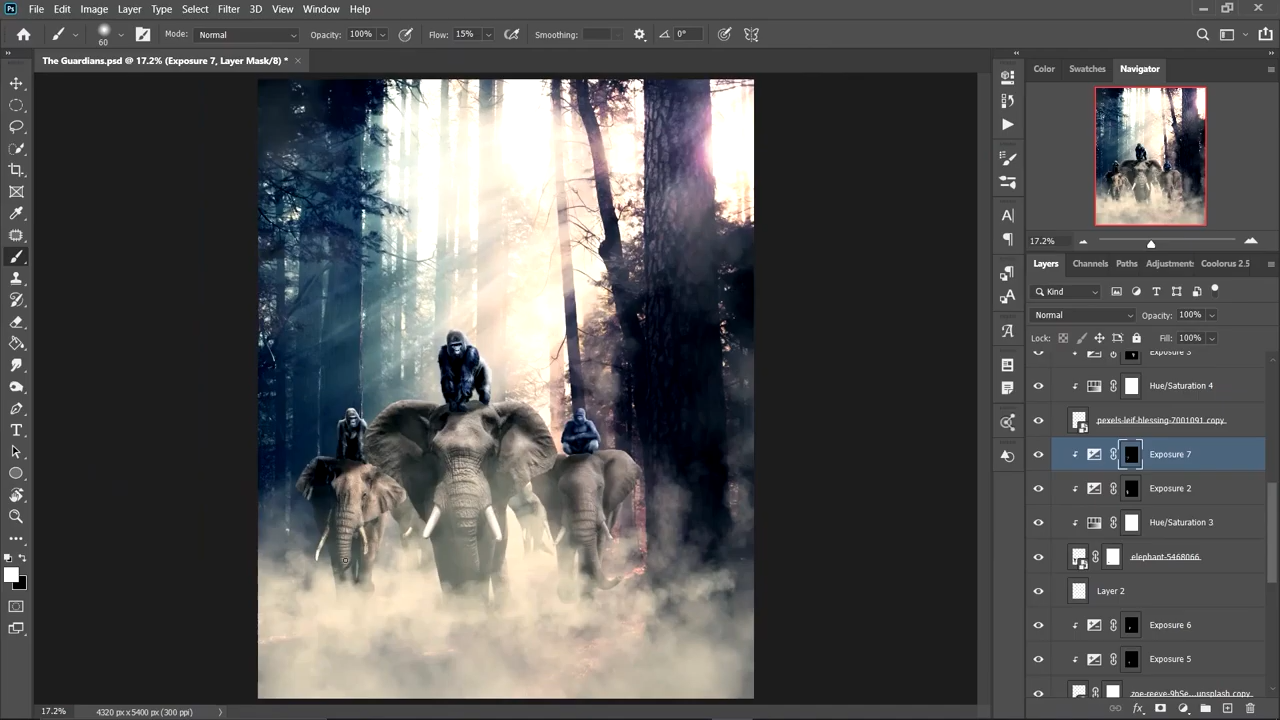 Ps File Edit Image Layer Type Select Filter 3D View Window Help
60 Mode: Normal Opacity: 100% Flow: 15% Smoothing: 0°
The Guardians.psd @ 17.2% (Exposure 7, Layer Mask/8) *
Color Swatches Navigator
17.2%
Layers Channels Paths Adjustment: Coolorus 2.5
Kind
Normal Opacity: 100%
Lock: Fill: 100%
Exposure 3
Hue/Saturation 4
pexels-leif-blessing-7001091 copy
Exposure 7
Exposure 2
Hue/Saturation 3
elephant-5468066
Layer 2
Exposure 6
Exposure 5
zoe-reeve-9hSe...unsplash copy
17.2% 4320 px x 5400 px (300 ppi)